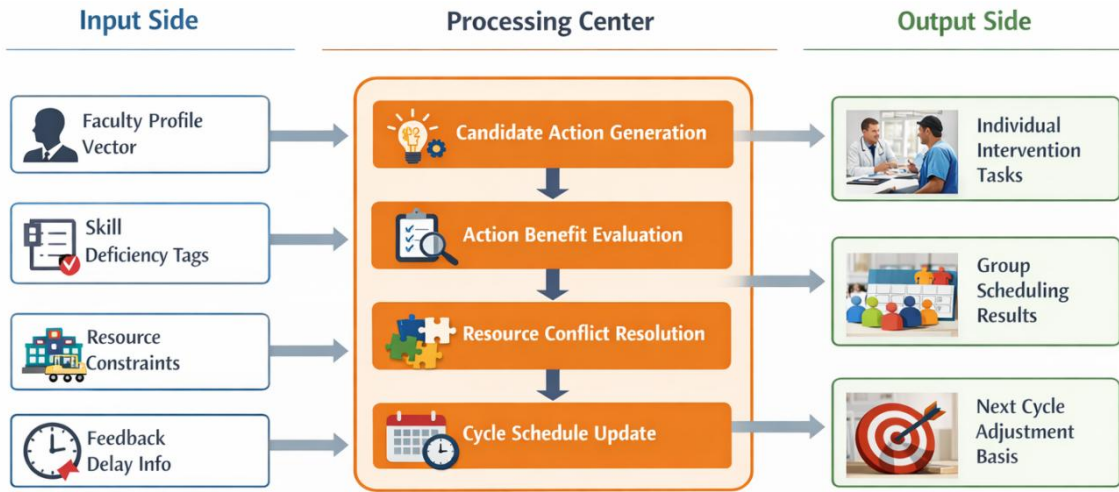 Input Side
Processing Center
Output Side
Faculty Profile
Vector
Skill
Deficiency Tags
Resource
Constraints
Feedback
Delay Info
Candidate Action Generation
Action Benefit Evaluation
Resource Conflict Resolution
Cycle Schedule Update
Individual
Intervention
Tasks
Group
Scheduling
Results
Next Cycle
Adjustment
Basis